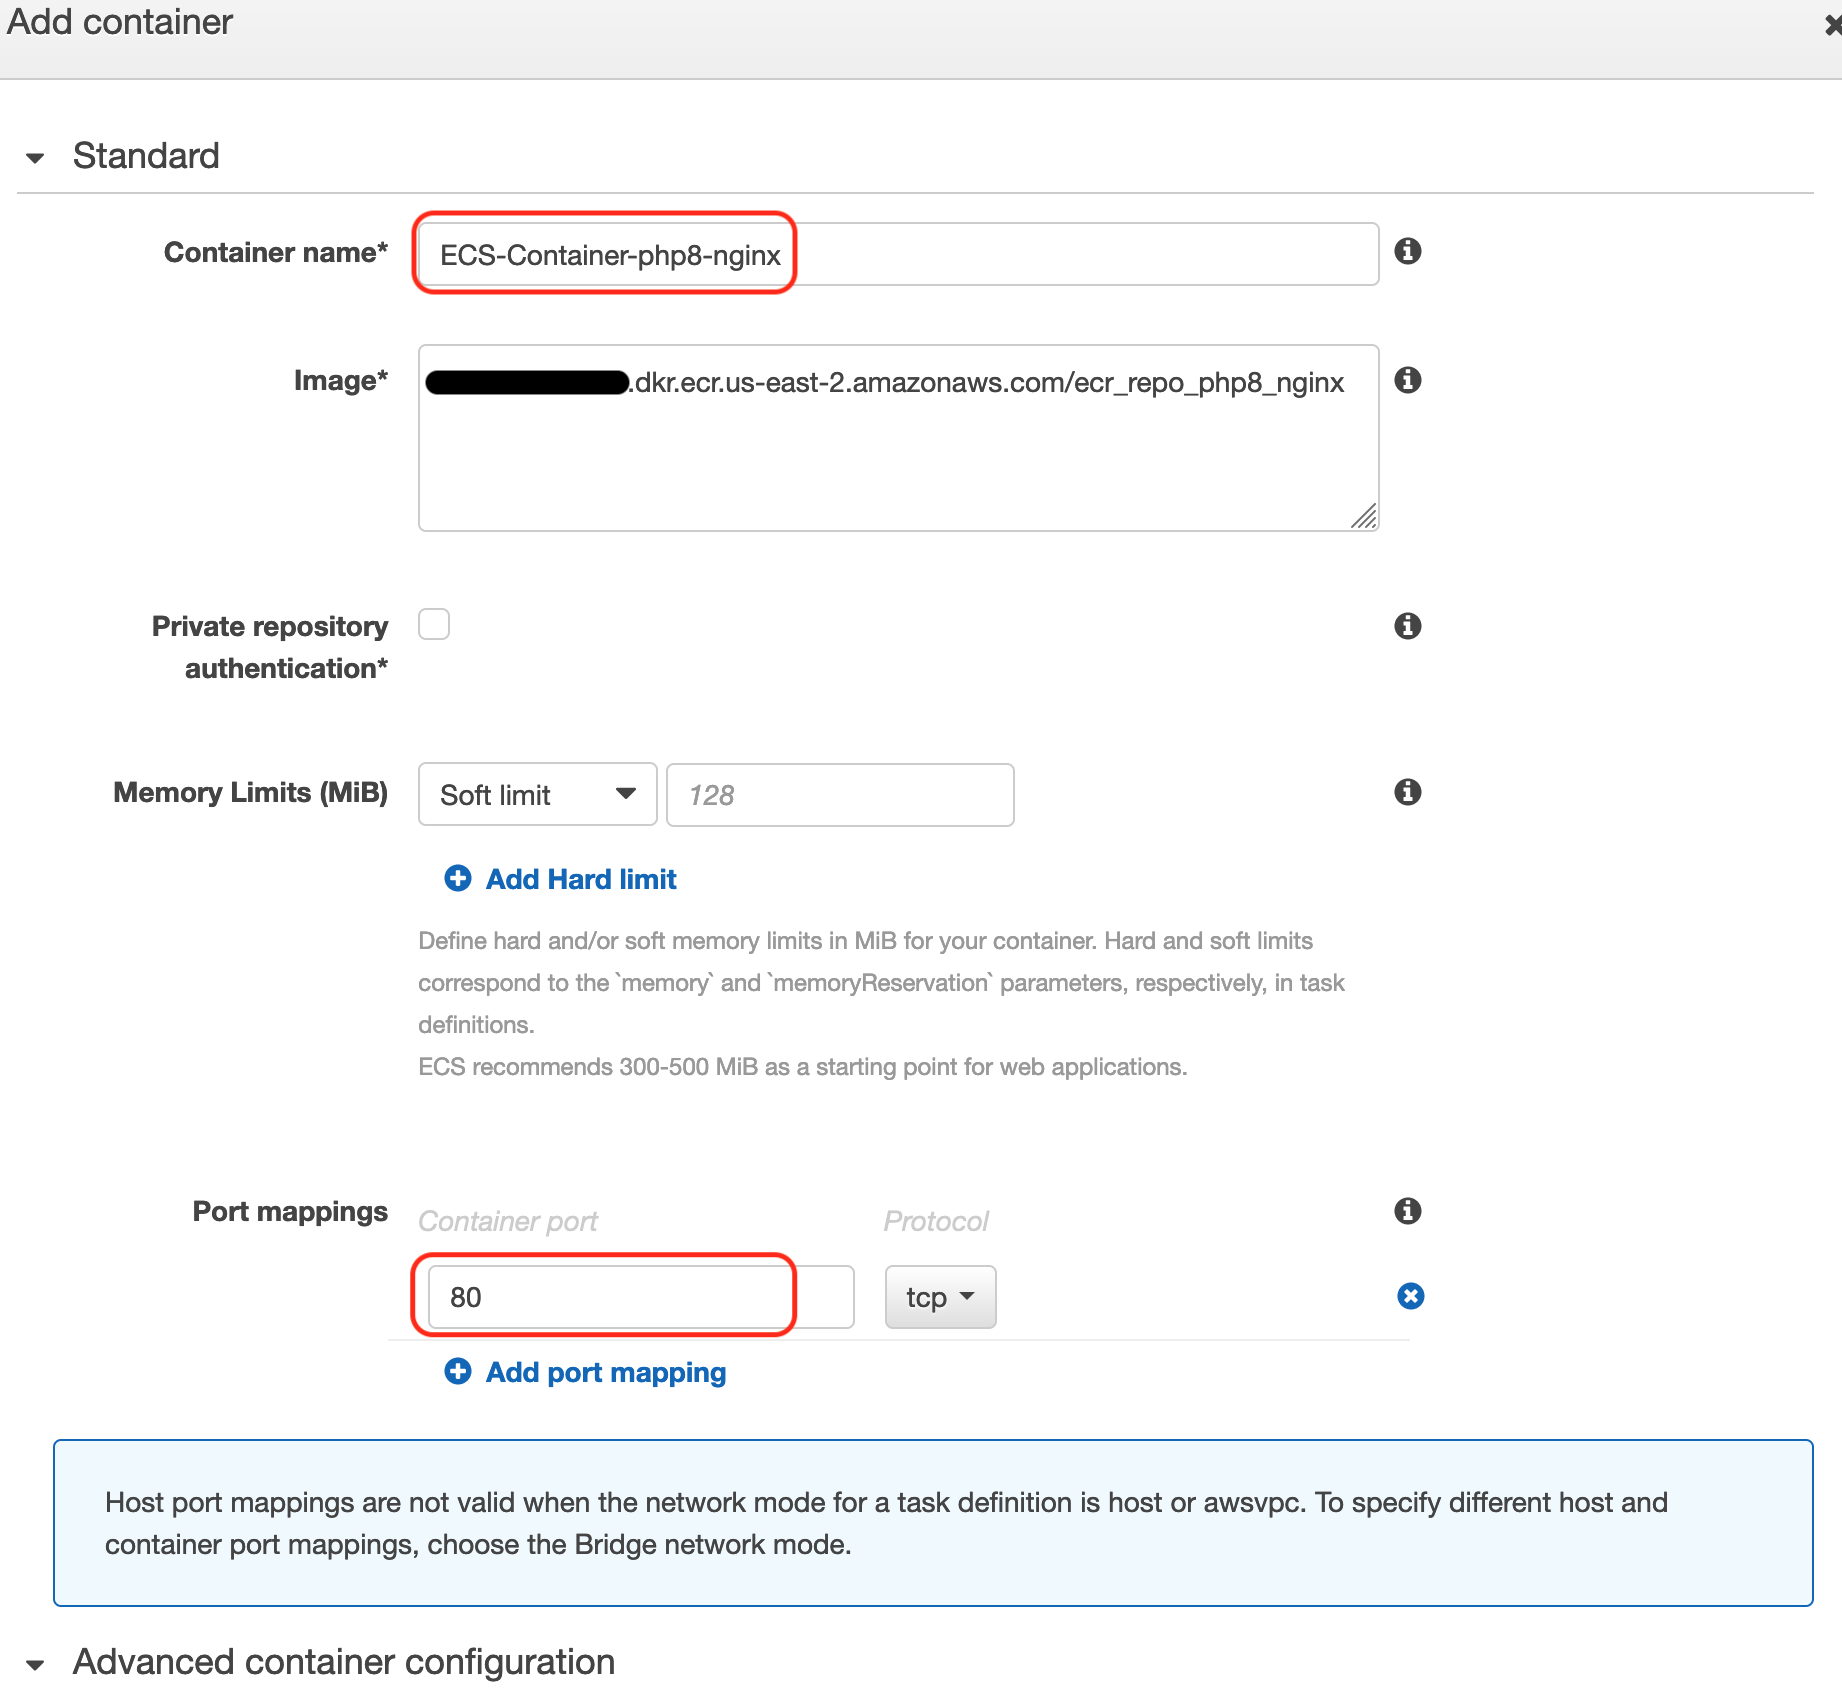 Add container
Standard
Container name*
ECS-Container-php8-nginx
Image*
.dkr.ecr.us-east-2.amazonaws.com/ecr_repo_php8_nginx
Private repository
authentication*
Memory Limits (MiB)
Soft limit
128
Add Hard limit
Define hard and/or soft memory limits in MiB for your container. Hard and soft limits
correspond to the `memory` and `memoryReservation` parameters, respectively, in task
definitions.
ECS recommends 300-500 MiB as a starting point for web applications.
Port mappings
Container port
Protocol
80
tcp
Add port mapping
Host port mappings are not valid when the network mode for a task definition is host or awsvpc. To specify different host and
container port mappings, choose the Bridge network mode.
Advanced container configuration